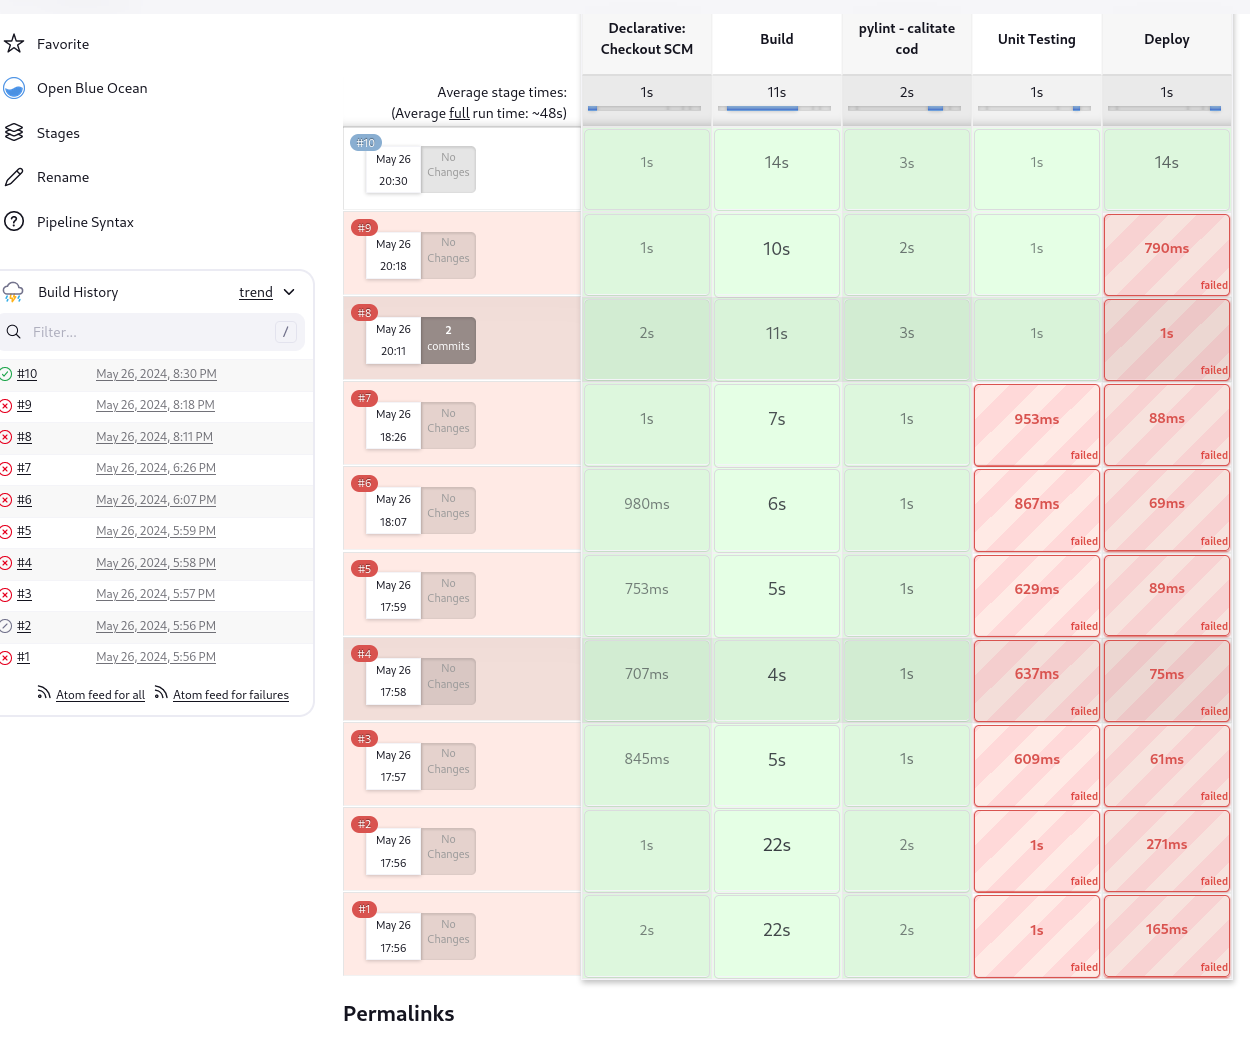 Favorite
Open Blue Ocean
Stages
Rename
Pipeline Syntax
Build History
trend
Filter...
/
#10 May 26, 2024, 8:30 PM
#9 May 26, 2024, 8:18 PM
#8 May 26, 2024, 8:11 PM
#7 May 26, 2024, 6:26 PM
#6 May 26, 2024, 6:07 PM
#5 May 26, 2024, 5:59 PM
#4 May 26, 2024, 5:58 PM
#3 May 26, 2024, 5:57 PM
#2 May 26, 2024, 5:56 PM
#1 May 26, 2024, 5:56 PM
Atom feed for all Atom feed for failures
Declarative:
Checkout SCM
Build
pylint - calitate
cod
Unit Testing
Deploy
Average stage times:
(Average full run time: ~48s)
1s 11s 2s 1s 1s
#10
May 26
20:30
No
Changes
1s 14s 3s 1s 14s
#9
May 26
20:18
No
Changes
1s 10s 2s 1s 790ms
failed
#8
May 26
20:11
2
commits
2s 11s 3s 1s 1s
failed
#7
May 26
18:26
No
Changes
1s 7s 1s 953ms 88ms
failed failed
#6
May 26
18:07
No
Changes
980ms 6s 1s 867ms 69ms
failed failed
#5
May 26
17:59
No
Changes
753ms 5s 1s 629ms 89ms
failed failed
#4
May 26
17:58
No
Changes
707ms 4s 1s 637ms 75ms
failed failed
#3
May 26
17:57
No
Changes
845ms 5s 1s 609ms 61ms
failed failed
#2
May 26
17:56
No
Changes
1s 22s 2s 1s 271ms
failed failed
#1
May 26
17:56
No
Changes
2s 22s 2s 1s 165ms
failed failed
Permalinks